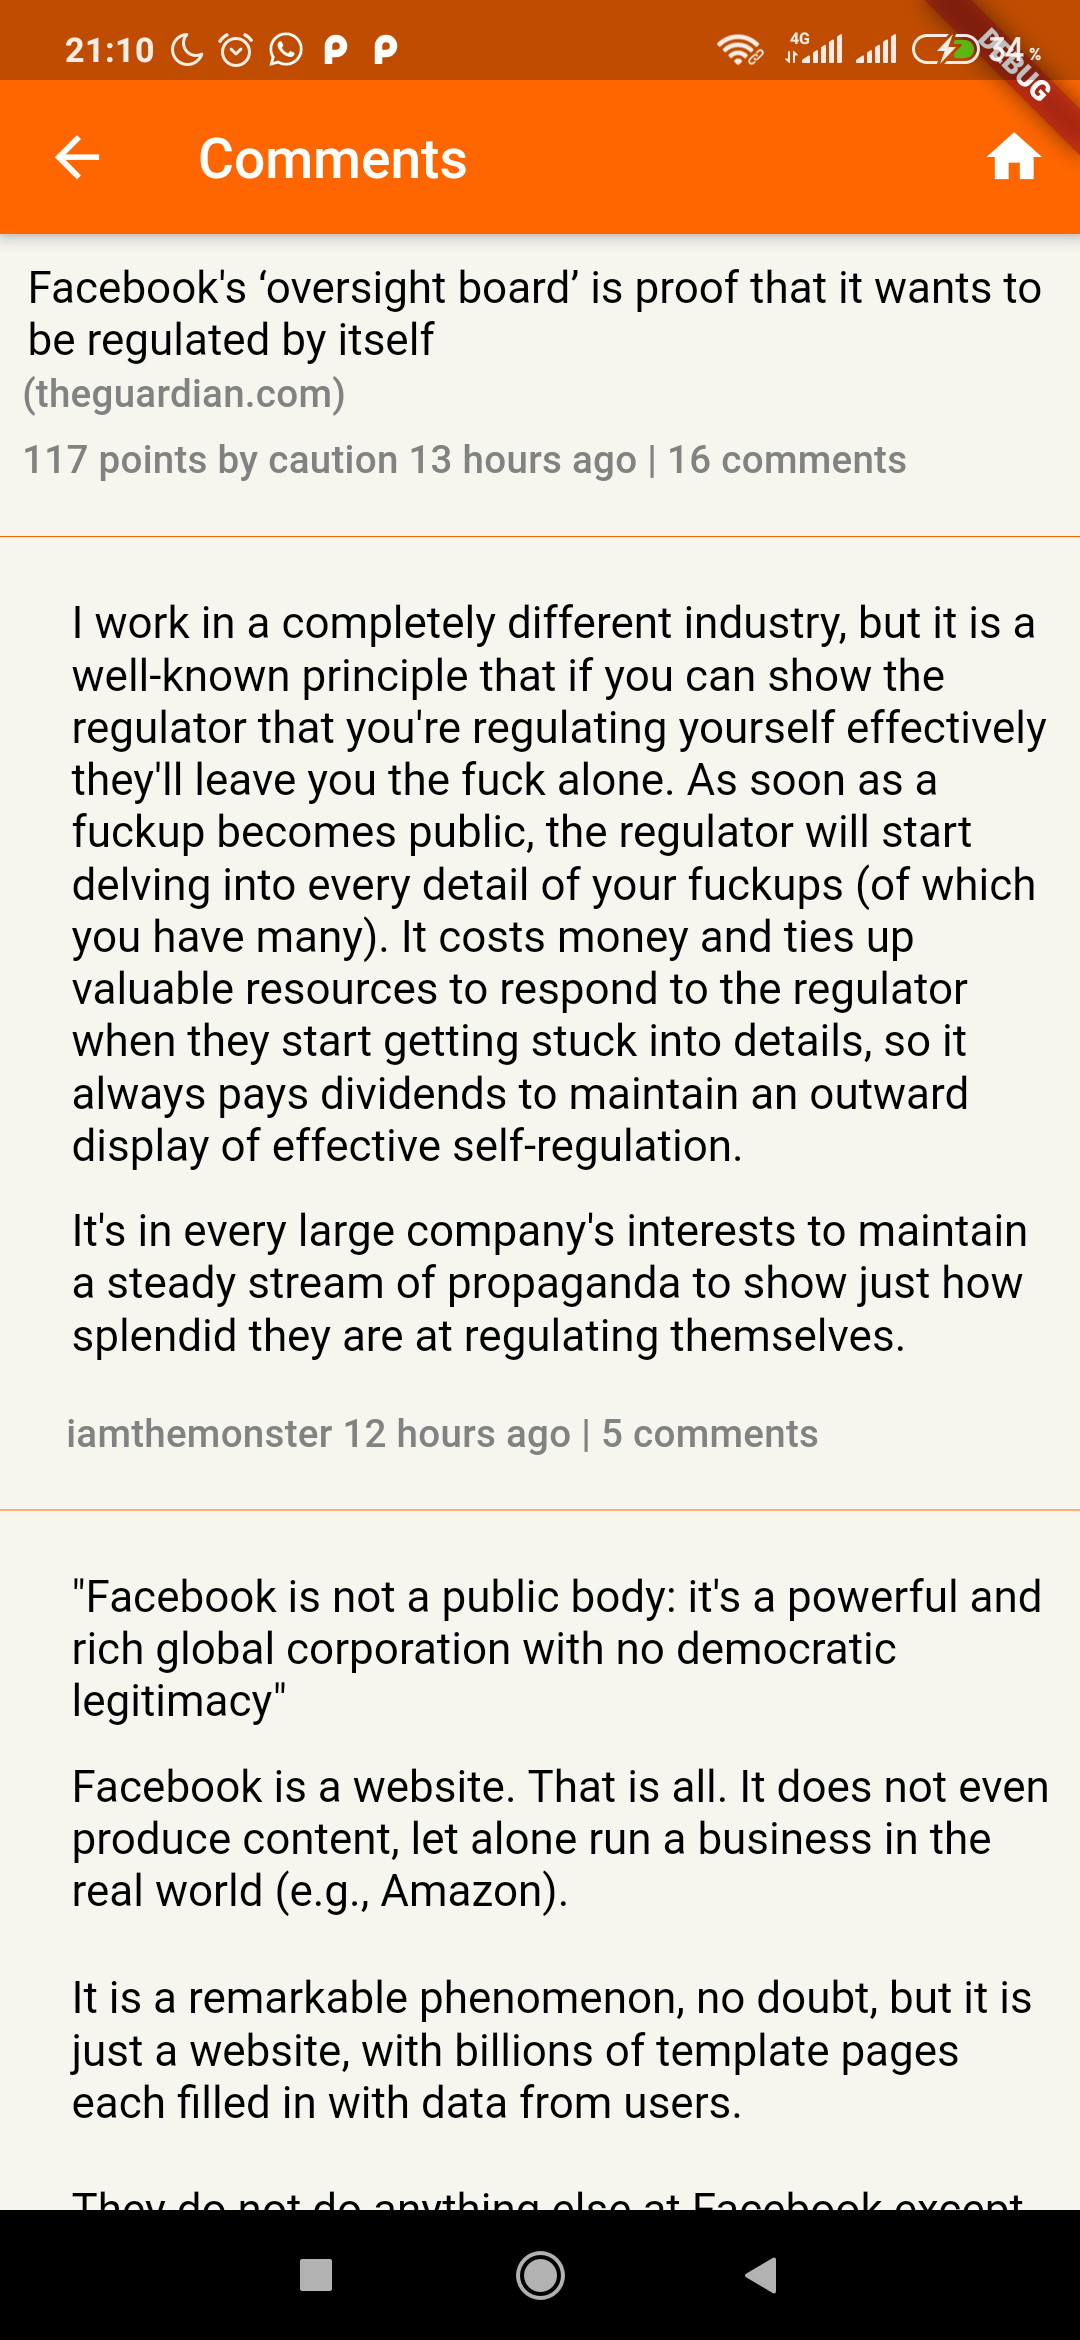 21:10
4G
34 %
DEBUG
Comments
Facebook's ‘oversight board’ is proof that it wants to
be regulated by itself
(theguardian.com)
117 points by caution 13 hours ago | 16 comments
I work in a completely different industry, but it is a
well-known principle that if you can show the
regulator that you're regulating yourself effectively
they'll leave you the fuck alone. As soon as a
fuckup becomes public, the regulator will start
delving into every detail of your fuckups (of which
you have many). It costs money and ties up
valuable resources to respond to the regulator
when they start getting stuck into details, so it
always pays dividends to maintain an outward
display of effective self-regulation.
It's in every large company's interests to maintain
a steady stream of propaganda to show just how
splendid they are at regulating themselves.
iamthemonster 12 hours ago | 5 comments
"Facebook is not a public body: it's a powerful and
rich global corporation with no democratic
legitimacy"
Facebook is a website. That is all. It does not even
produce content, let alone run a business in the
real world (e.g., Amazon).
It is a remarkable phenomenon, no doubt, but it is
just a website, with billions of template pages
each filled in with data from users.
They do not do anything else at Facebook except